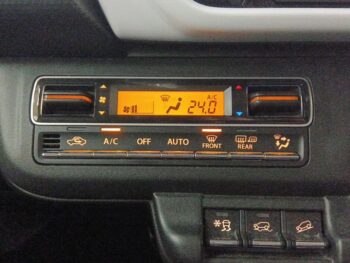 A/C
24.0
A/C OFF AUTO FRONT REAR